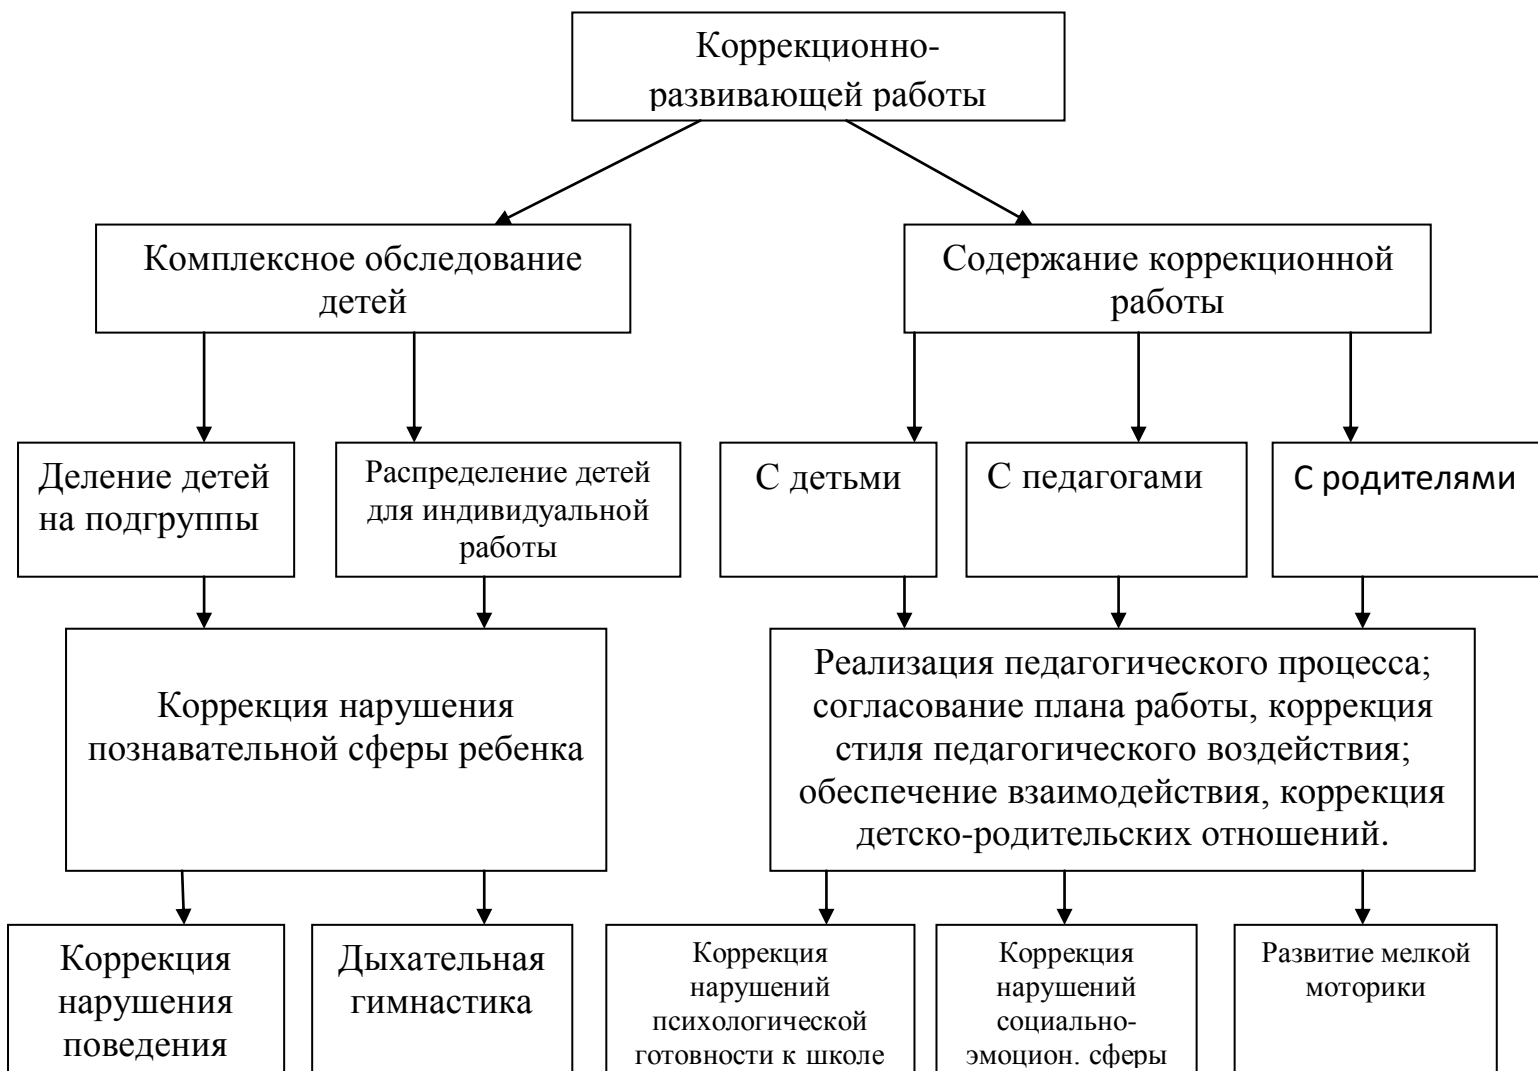 Коррекционно-
развивающей работы
Комплексное обследование
детей
Содержание коррекционной
работы
Деление детей
на подгруппы
Распределение детей
для индивидуальной
работы
С детьми
С педагогами
С родителями
Коррекция нарушения
познавательной сферы ребенка
Реализация педагогического процесса;
согласование плана работы, коррекция
стиля педагогического воздействия;
обеспечение взаимодействия, коррекция
детско-родительских отношений.
Коррекция
нарушения
поведения
Дыхательная
гимнастика
Коррекция
нарушений
психологической
готовности к школе
Коррекция
нарушений
социально-
эмоцион. сферы
Развитие мелкой
моторики